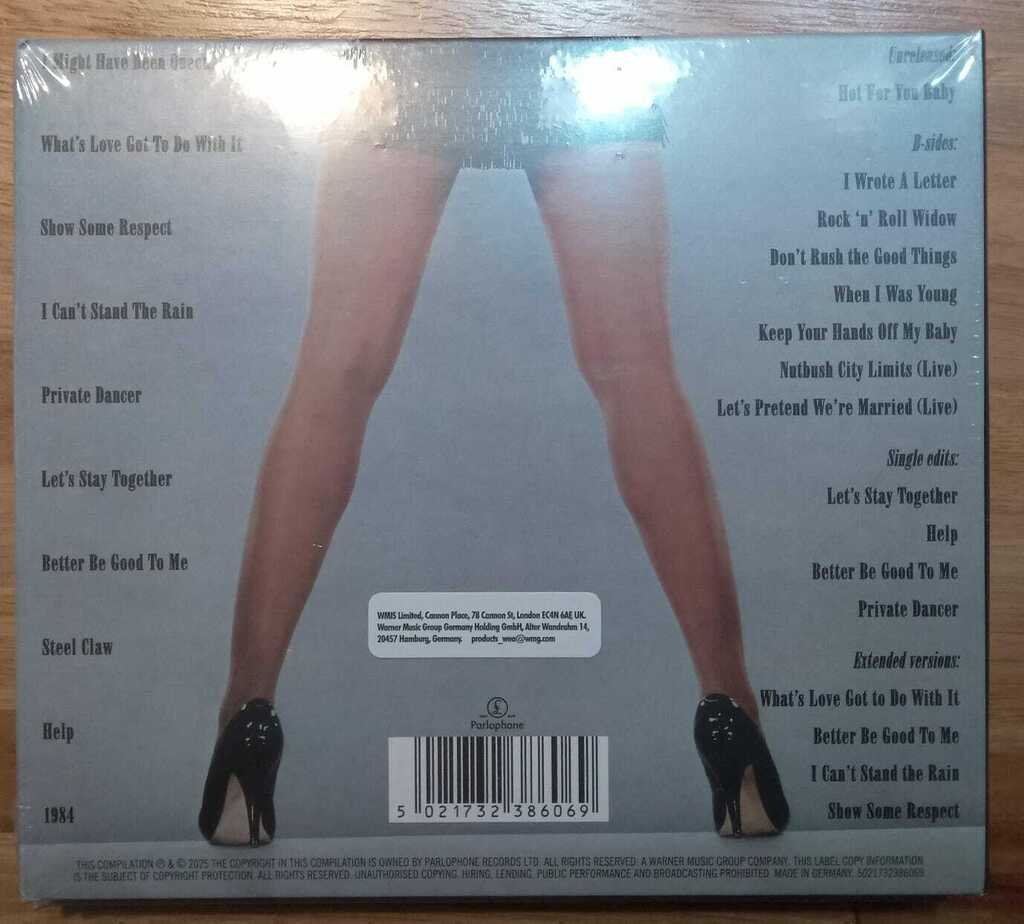 I Might Have Been Queen
What's Love Got To Do With It
Show Some Respect
I Can't Stand The Rain
Private Dancer
Let's Stay Together
Better Be Good To Me
Steel Claw
Help
1984
Unreleased:
Hot For You Baby
B-sides:
I Wrote A Letter
Rock 'n' Roll Widow
Don't Rush the Good Things
When I Was Young
Keep Your Hands Off My Baby
Nutbush City Limits (Live)
Let's Pretend We're Married (Live)
Single edits:
Let's Stay Together
Help
Better Be Good To Me
Private Dancer
Extended versions:
What's Love Got to Do With It
Better Be Good To Me
I Can't Stand the Rain
Show Some Respect
WMIS Limited, Cannon Place, 78 Cannon St, London EC4N 6AE UK.
Warner Music Group Germany Holding GmbH, Alter Wandrahm 14,
20457 Hamburg, Germany. products_wea@wmg.com
£
Parlophone
5 021732 386069
THIS COMPILATION ℗ & © 2025 THE COPYRIGHT IN THIS COMPILATION IS OWNED BY PARLOPHONE RECORDS LTD. ALL RIGHTS RESERVED. A WARNER MUSIC GROUP COMPANY. THIS LABEL COPY INFORMATION
IS THE SUBJECT OF COPYRIGHT PROTECTION. ALL RIGHTS RESERVED. UNAUTHORISED COPYING, HIRING, LENDING, PUBLIC PERFORMANCE AND BROADCASTING PROHIBITED. MADE IN GERMANY. 5021732386069